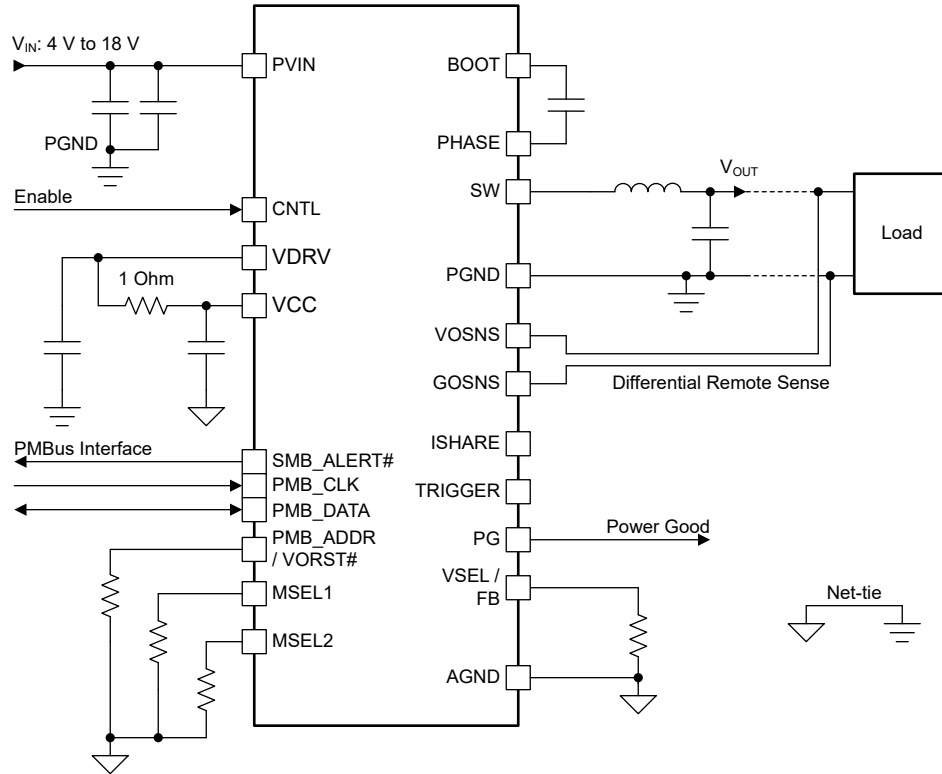 V_IN: 4 V to 18 V
PVIN
BOOT
PGND
PHASE
V_OUT
SW
Load
Enable
CNTL
VDRV
1 Ohm
VCC
PGND
VOSNS
GOSNS
Differential Remote Sense
ISHARE
PMBus Interface
SMB_ALERT#
PMB_CLK
PMB_DATA
PMB_ADDR
/ VORST#
MSEL1
MSEL2
TRIGGER
PG
Power Good
VSEL /
FB
AGND
Net-tie